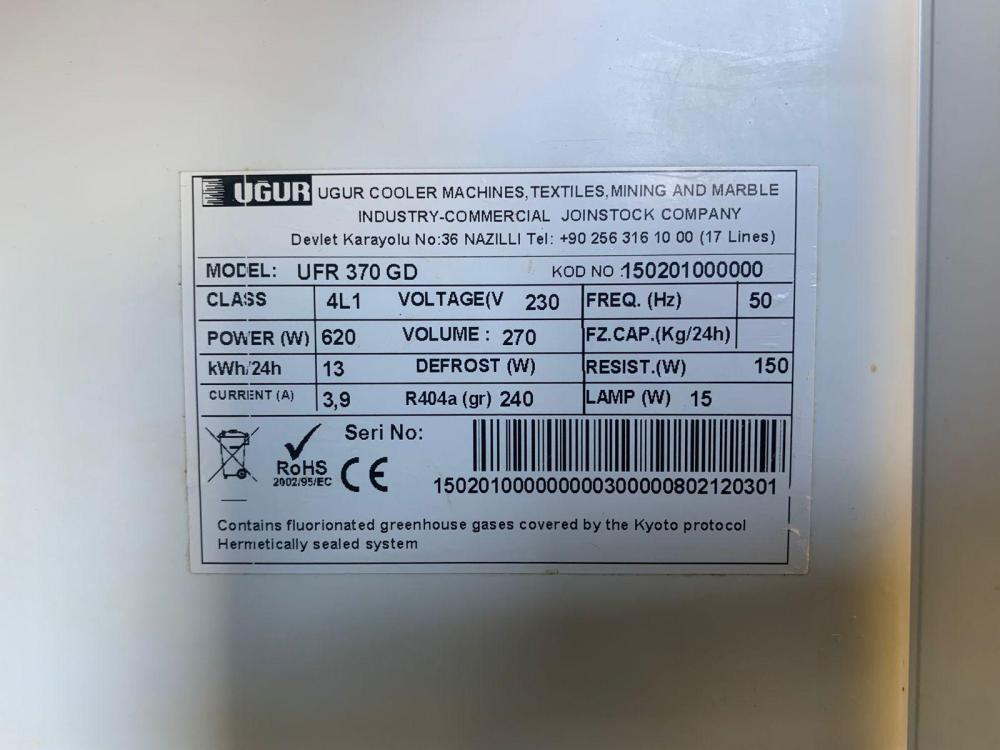 UĞUR UGUR COOLER MACHINES, TEXTILES, MINING AND MARBLE
INDUSTRY-COMMERCIAL JOINSTOCK COMPANY
Devlet Karayolu No:36 NAZILLI Tel: +90 256 316 10 00 (17 Lines)
MODEL: UFR 370 GD KOD NO :150201000000
CLASS 4L1 VOLTAGE(V 230 FREQ. (Hz) 50
POWER (W) 620 VOLUME : 270 FZ.CAP.(Kg/24h)
kWh/24h 13 DEFROST (W) RESIST.(W) 150
CURRENT (A) 3,9 R404a (gr) 240 LAMP (W) 15
Seri No:
RoHS
2002/95/EC CE
1502010000000003000000802120301
Contains fluorionated greenhouse gases covered by the Kyoto protocol
Hermetically sealed system